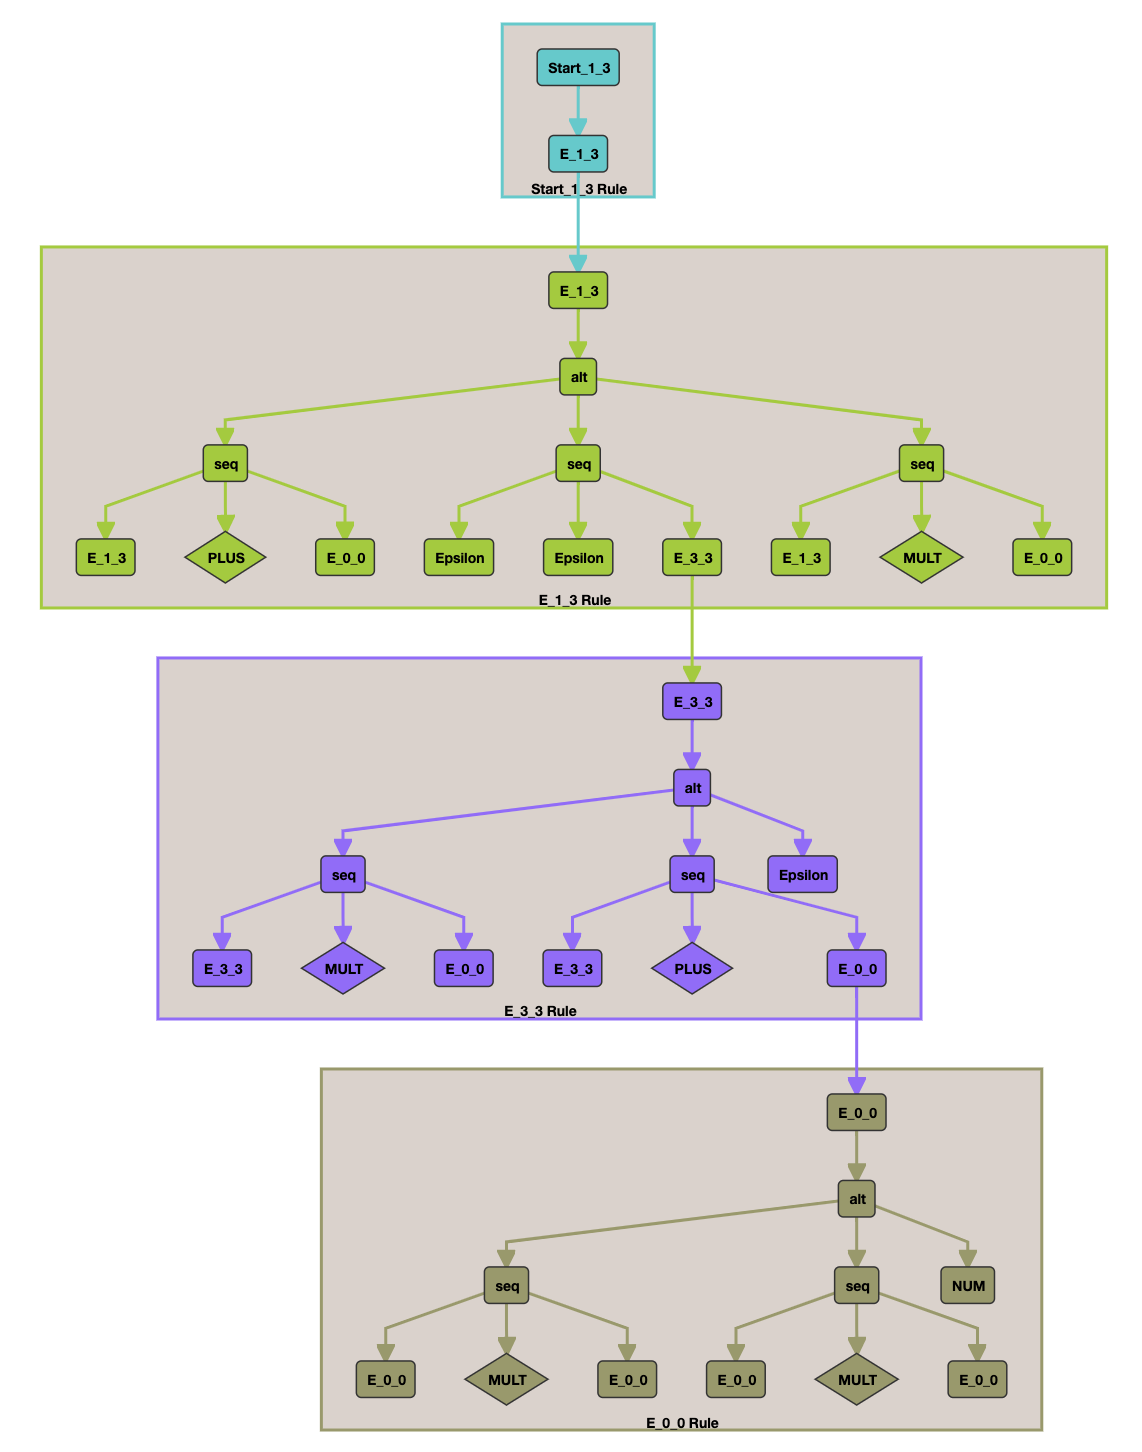 Start_1_3
E_1_3
Start_1_3 Rule
E_1_3
alt
seq seq seq
E_1_3 PLUS E_0_0 Epsilon Epsilon E_3_3 E_1_3 MULT E_0_0
E_1_3 Rule
E_3_3
alt
seq seq Epsilon
E_3_3 MULT E_0_0 E_3_3 PLUS E_0_0
E_3_3 Rule
E_0_0
alt
seq seq NUM
E_0_0 MULT E_0_0 E_0_0 MULT E_0_0
E_0_0 Rule